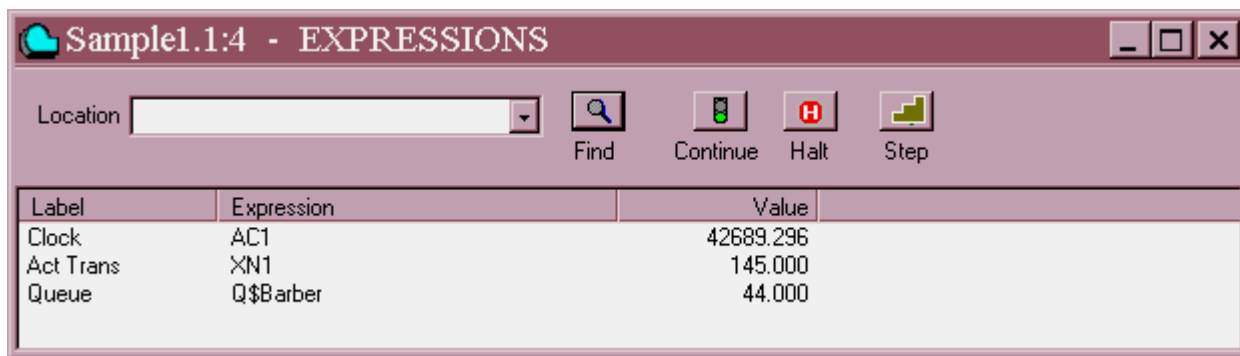 Sample1.1:4 - EXPRESSIONS
Location
Find Continue Halt Step
Label Expression Value
Clock AC1 42689.296
Act Trans XN1 145.000
Queue Q$Barber 44.000